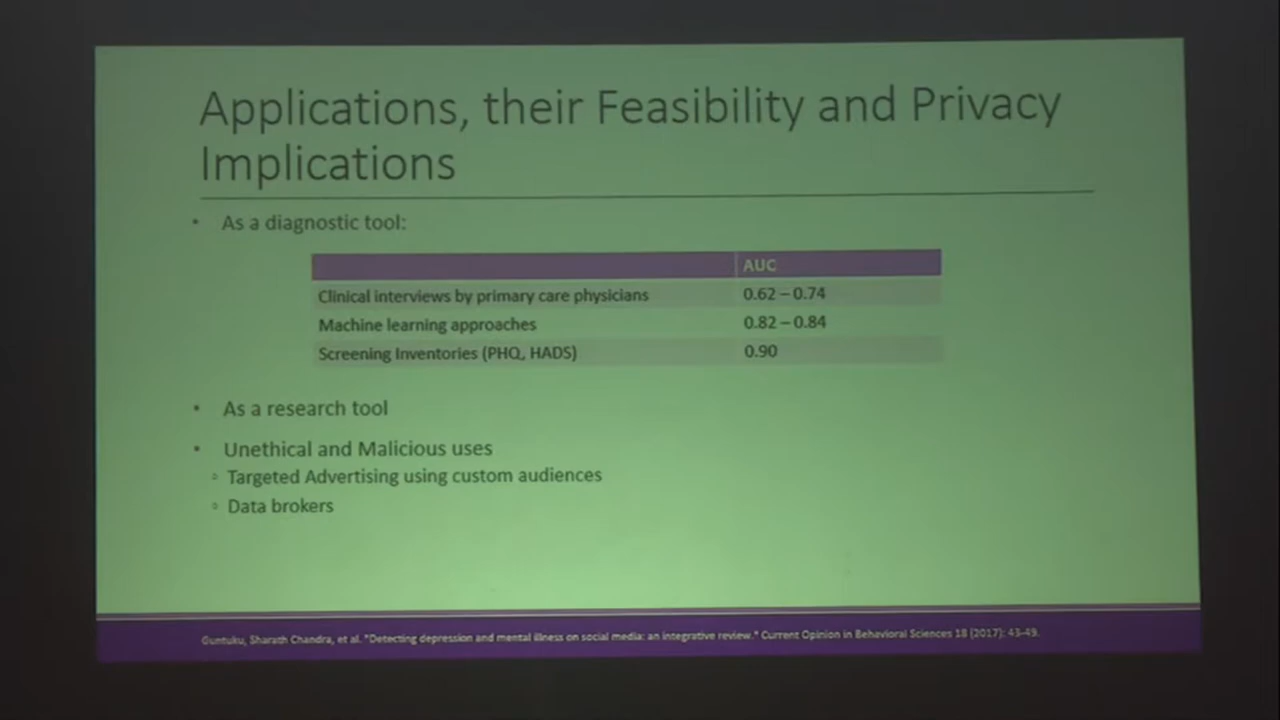 Applications, their Feasibility and Privacy
Implications
• As a diagnostic tool:
AUC
Clinical interviews by primary care physicians 0.62 – 0.74
Machine learning approaches 0.82 – 0.84
Screening Inventories (PHQ, HADS) 0.90
• As a research tool
• Unethical and Malicious uses
◦ Targeted Advertising using custom audiences
◦ Data brokers
Guntuku, Sharath Chandra, et al. "Detecting depression and mental illness on social media: an integrative review." Current Opinion in Behavioral Sciences 18 (2017): 43-49.